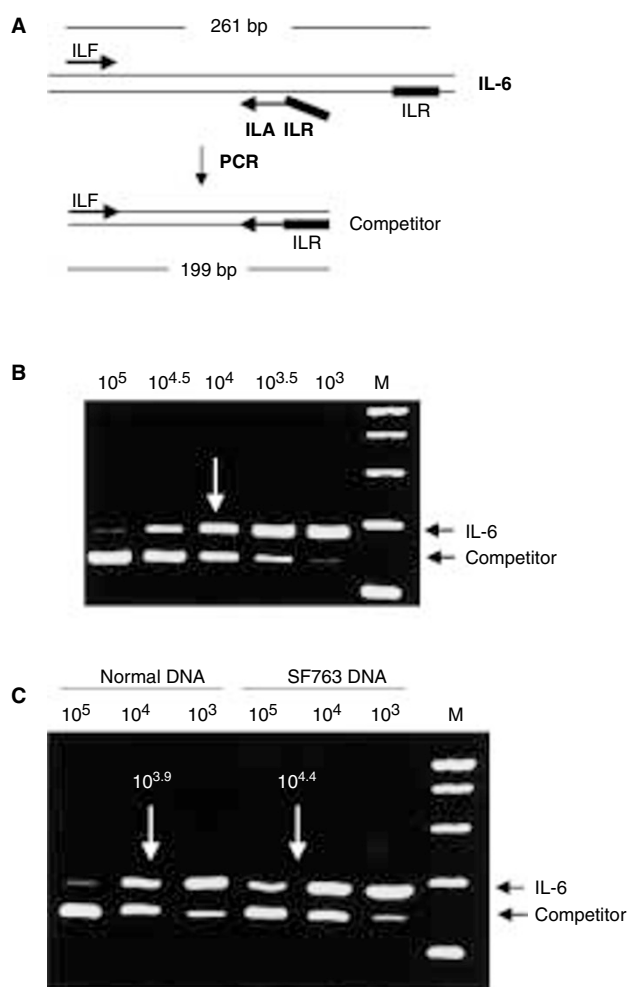 A
261 bp
ILF
IL-6
ILR
ILA ILR
PCR
ILF
Competitor
ILR
199 bp
B
10^5 10^4.5 10^4 10^3.5 10^3 M
IL-6
Competitor
C
Normal DNA SF763 DNA
10^5 10^4 10^3 10^5 10^4 10^3 M
10^3.9 10^4.4
IL-6
Competitor